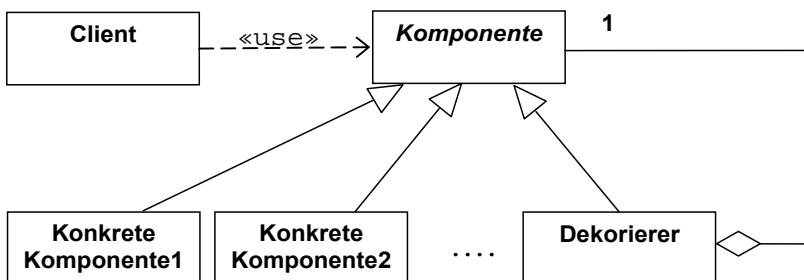 Client
«use»
Komponente
1
Konkrete
Komponente1
Konkrete
Komponente2
....
Dekorierer